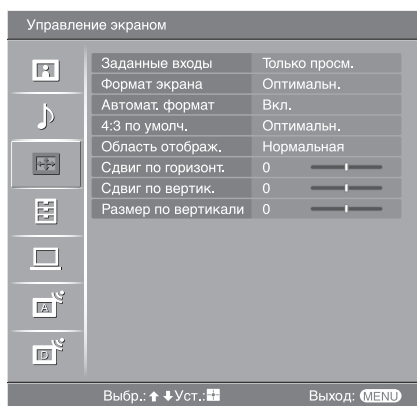 Управление экраном
Заданные входы Только просм.
Формат экрана Оптимальн.
Автомат. формат Вкл.
4:3 по умолч. Оптимальн.
Область отображ. Нормальная
Сдвиг по горизонт. 0
Сдвиг по вертик. 0
Размер по вертикали 0
A
D
Выбр.: Уст.: Выход: MENU